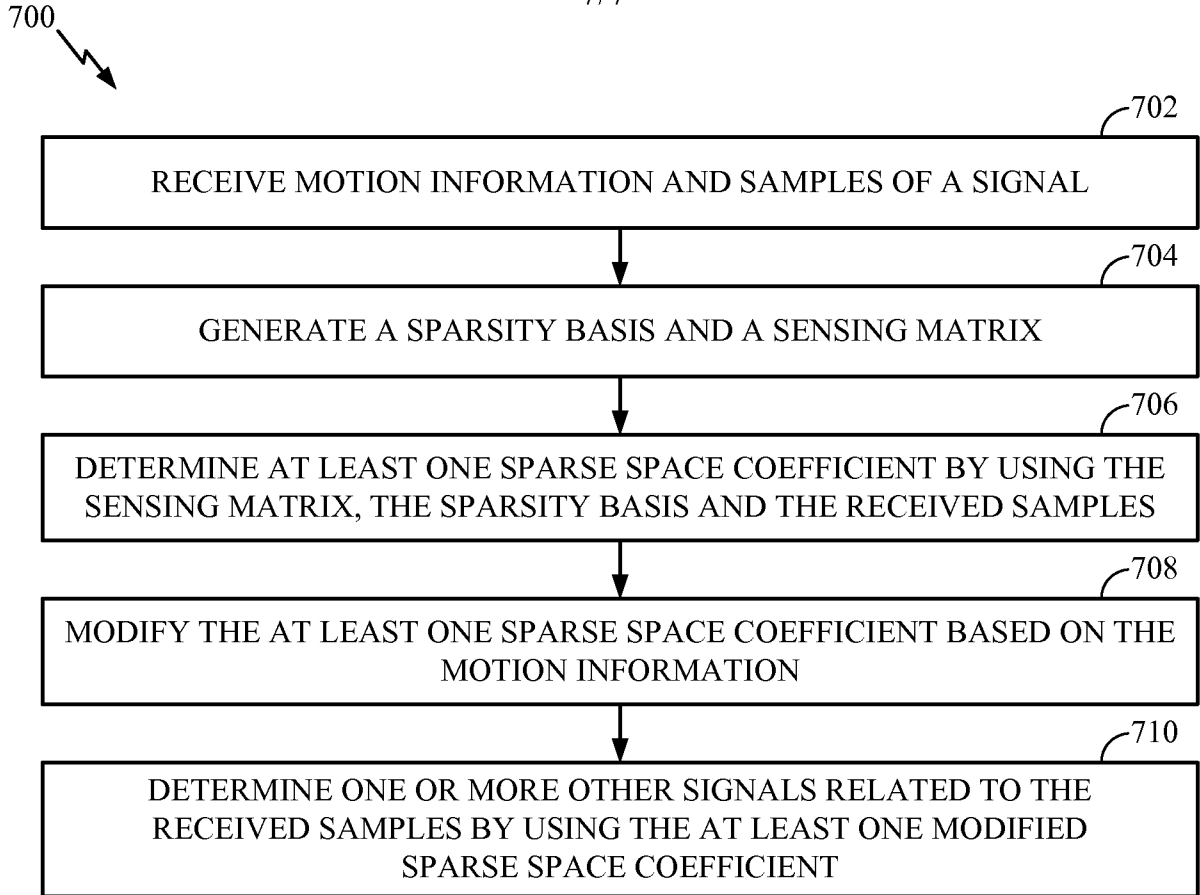 700
702
RECEIVE MOTION INFORMATION AND SAMPLES OF A SIGNAL
704
GENERATE A SPARSITY BASIS AND A SENSING MATRIX
706
DETERMINE AT LEAST ONE SPARSE SPACE COEFFICIENT BY USING THE
SENSING MATRIX, THE SPARSITY BASIS AND THE RECEIVED SAMPLES
708
MODIFY THE AT LEAST ONE SPARSE SPACE COEFFICIENT BASED ON THE
MOTION INFORMATION
710
DETERMINE ONE OR MORE OTHER SIGNALS RELATED TO THE
RECEIVED SAMPLES BY USING THE AT LEAST ONE MODIFIED
SPARSE SPACE COEFFICIENT